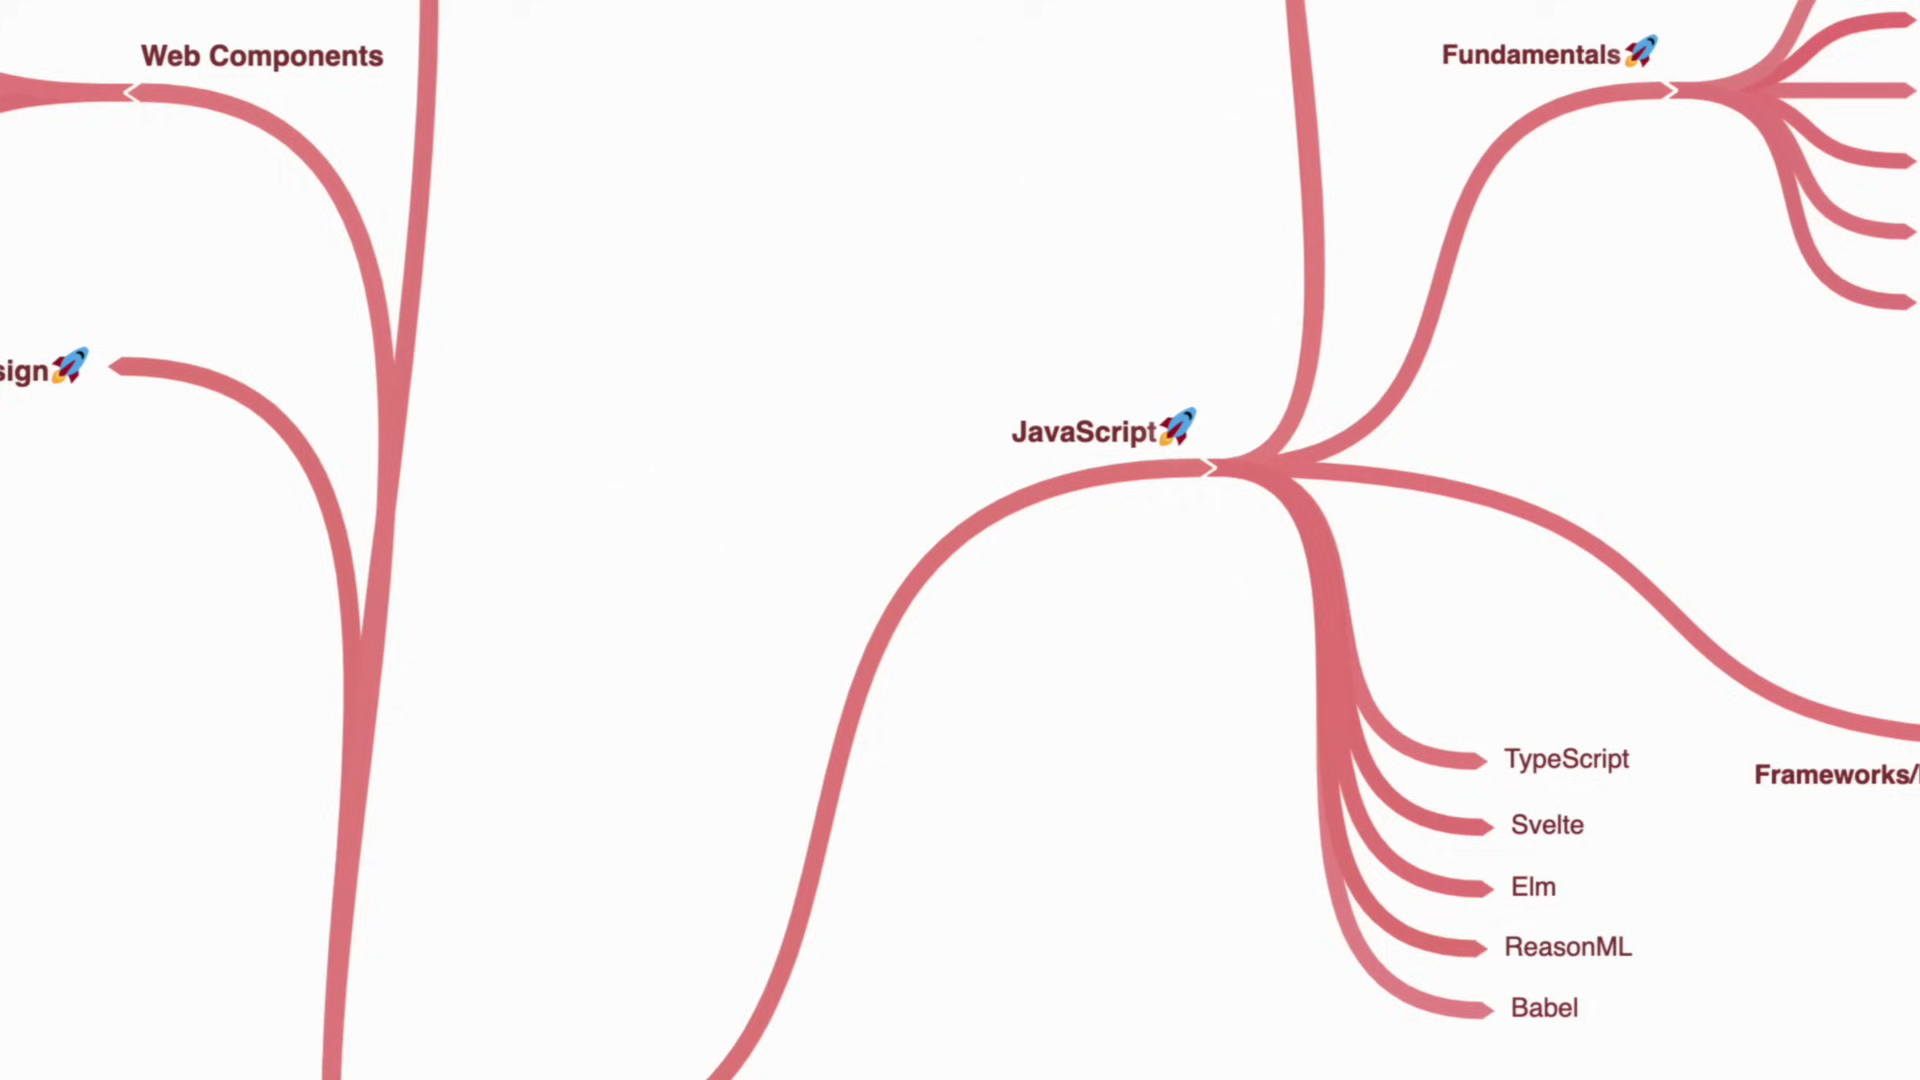 Web Components
Fundamentals🚀
sign🚀
JavaScript🚀
TypeScript
Frameworks/
Svelte
Elm
ReasonML
Babel